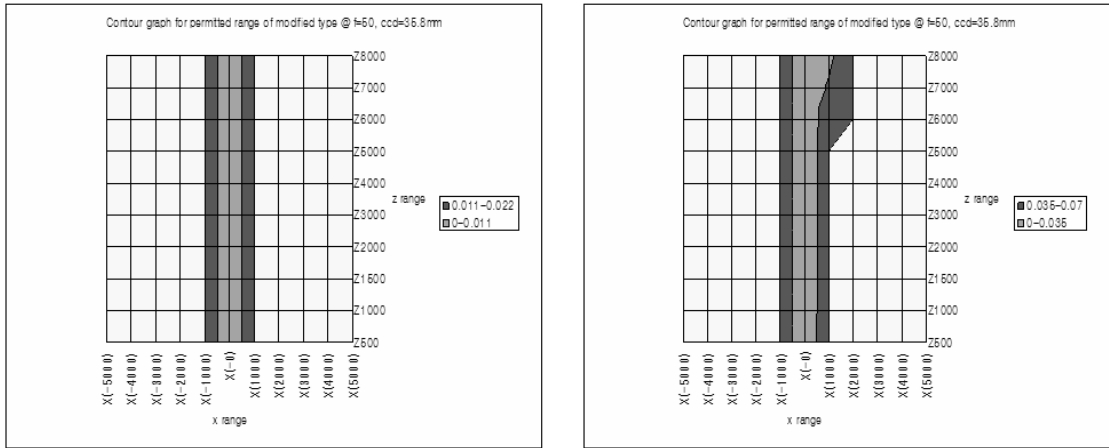 Contour graph for permitted range of modified type @ f=50, ccd=35.8mm
Z8000
Z7000
Z6000
Z5000
Z4000
Z3000
Z2000
Z1500
Z1000
Z500
z range
0.011-0.022
0-0.011
X(-5000)
X(-4000)
X(-3000)
X(-2000)
X(-1000)
X(-0)
X(1000)
X(2000)
X(3000)
X(4000)
X(5000)
x range
Contour graph for permitted range of modified type @ f=50, ccd=35.8mm
Z8000
Z7000
Z6000
Z5000
Z4000
Z3000
Z2000
Z1500
Z1000
Z500
z range
0.035-0.07
0-0.035
X(-5000)
X(-4000)
X(-3000)
X(-2000)
X(-1000)
X(-0)
X(1000)
X(2000)
X(3000)
X(4000)
X(5000)
x range